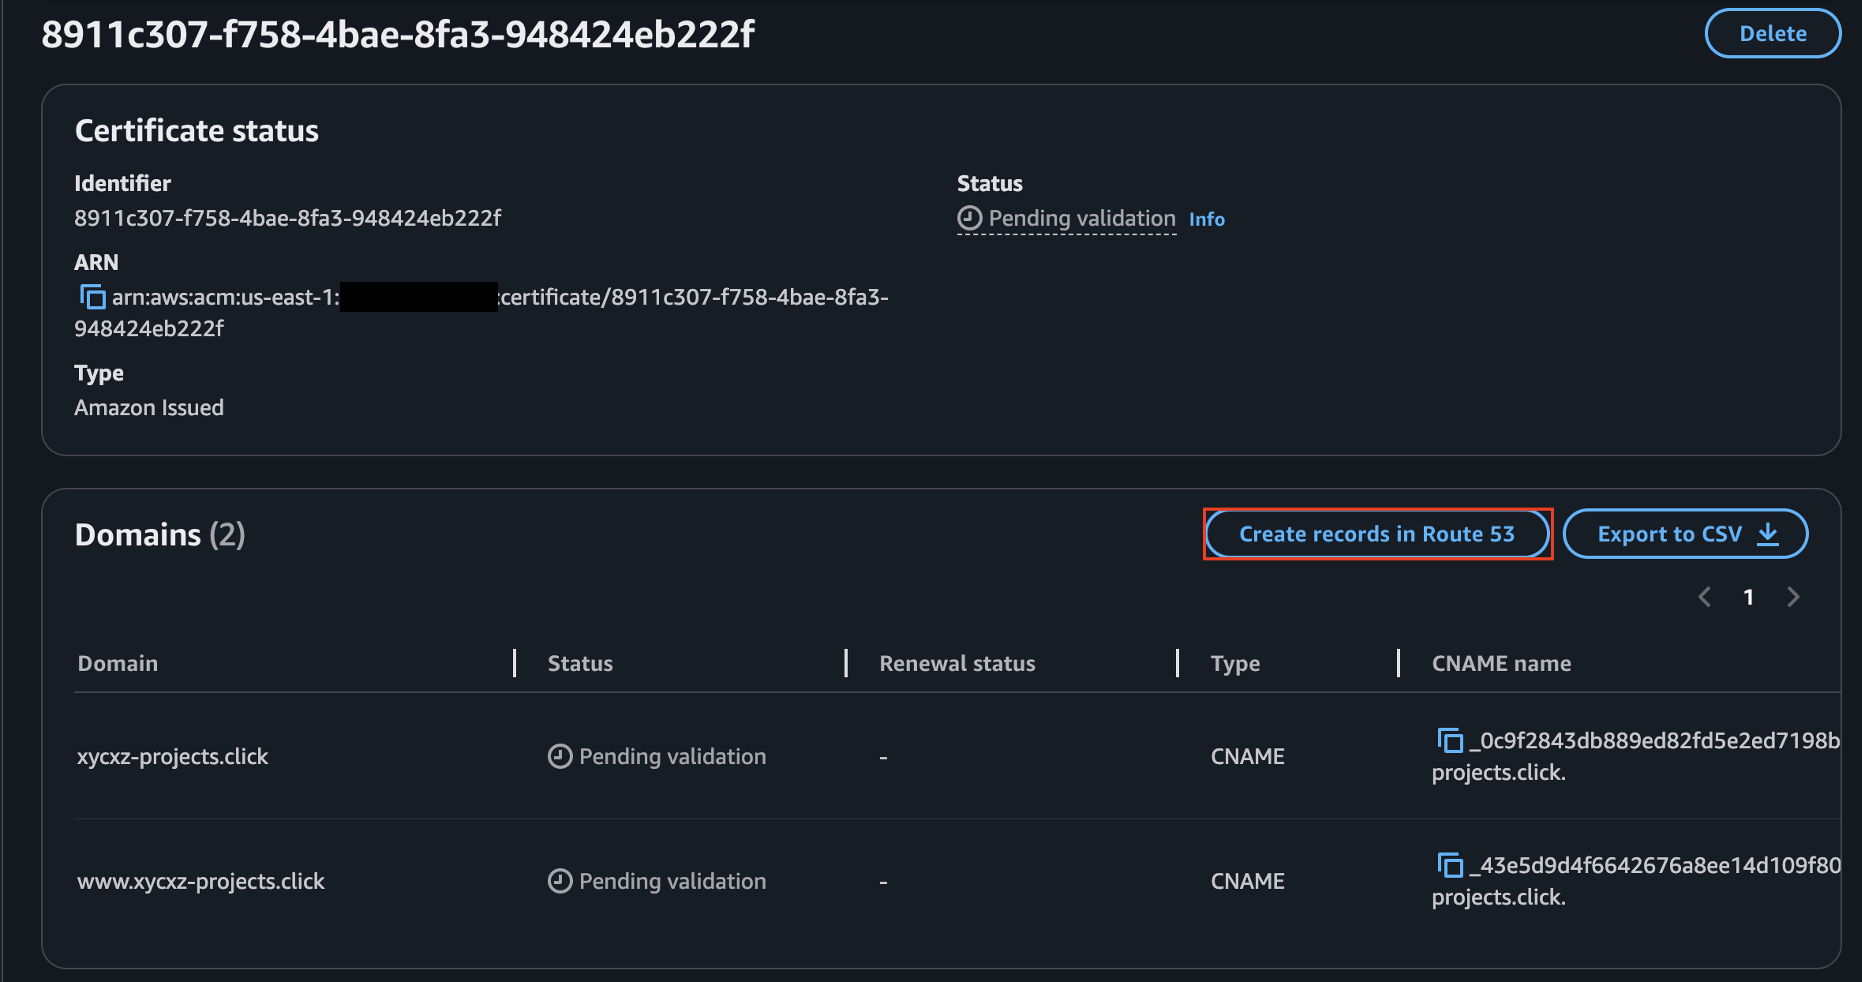 8911c307-f758-4bae-8fa3-948424eb222f
Delete
Certificate status
Identifier
8911c307-f758-4bae-8fa3-948424eb222f
Status
Pending validation Info
ARN
arn:aws:acm:us-east-1: :certificate/8911c307-f758-4bae-8fa3-
948424eb222f
Type
Amazon Issued
Domains (2)
Create records in Route 53
Export to CSV
1
Domain Status Renewal status Type CNAME name
xycxz-projects.click Pending validation - CNAME _0c9f2843db889ed82fd5e2ed7198b
projects.click.
www.xycxz-projects.click Pending validation - CNAME _43e5d9d4f6642676a8ee14d109f80
projects.click.